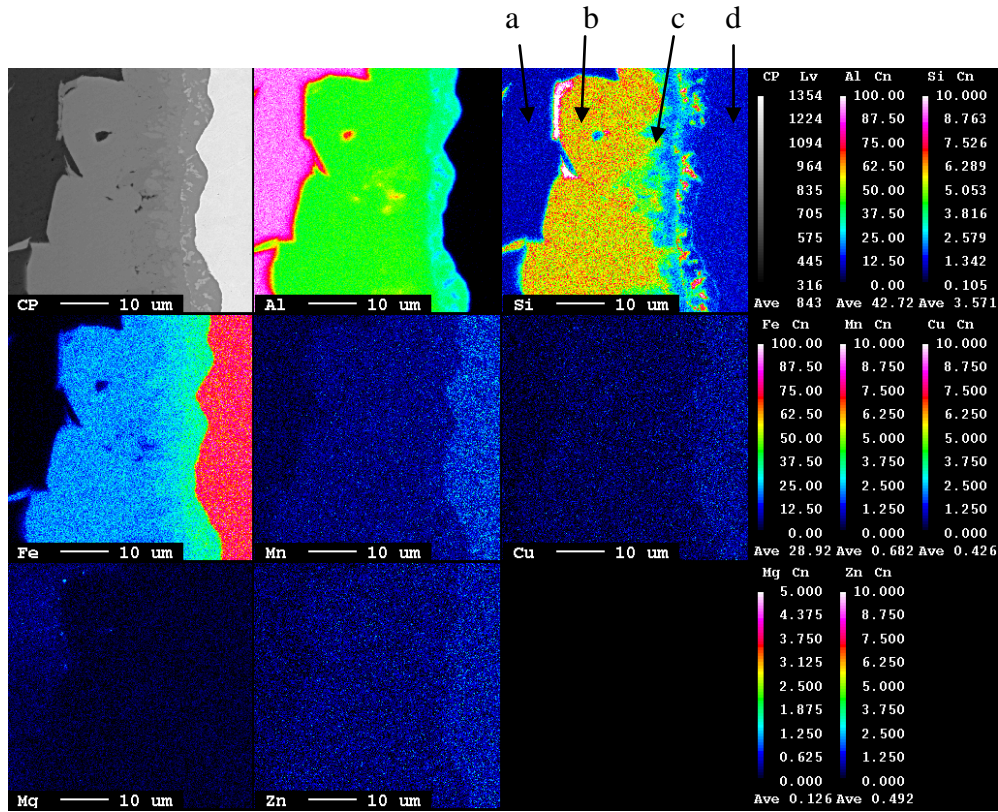 a b c d
CP Lv Al Cn Si Cn
1354 100.00 10.000
1224 87.50 8.763
1094 75.00 7.526
964 62.50 6.289
835 50.00 5.053
705 37.50 3.816
575 25.00 2.579
445 12.50 1.342
316 0.00 0.105
Ave 843 Ave 42.72 Ave 3.571
CP 10 um Al 10 um Si 10 um
Fe Cn Mn Cn Cu Cn
100.00 10.000 10.000
87.50 8.750 8.750
75.00 7.500 7.500
62.50 6.250 6.250
50.00 5.000 5.000
37.50 3.750 3.750
25.00 2.500 2.500
12.50 1.250 1.250
0.00 0.000 0.000
Ave 28.92 Ave 0.682 Ave 0.426
Fe 10 um Mn 10 um Cu 10 um
Mg Cn Zn Cn
5.000 10.000
4.375 8.750
3.750 7.500
3.125 6.250
2.500 5.000
1.875 3.750
1.250 2.500
0.625 1.250
0.000 0.000
Ave 0.126 Ave 0.492
Mg 10 um Zn 10 um